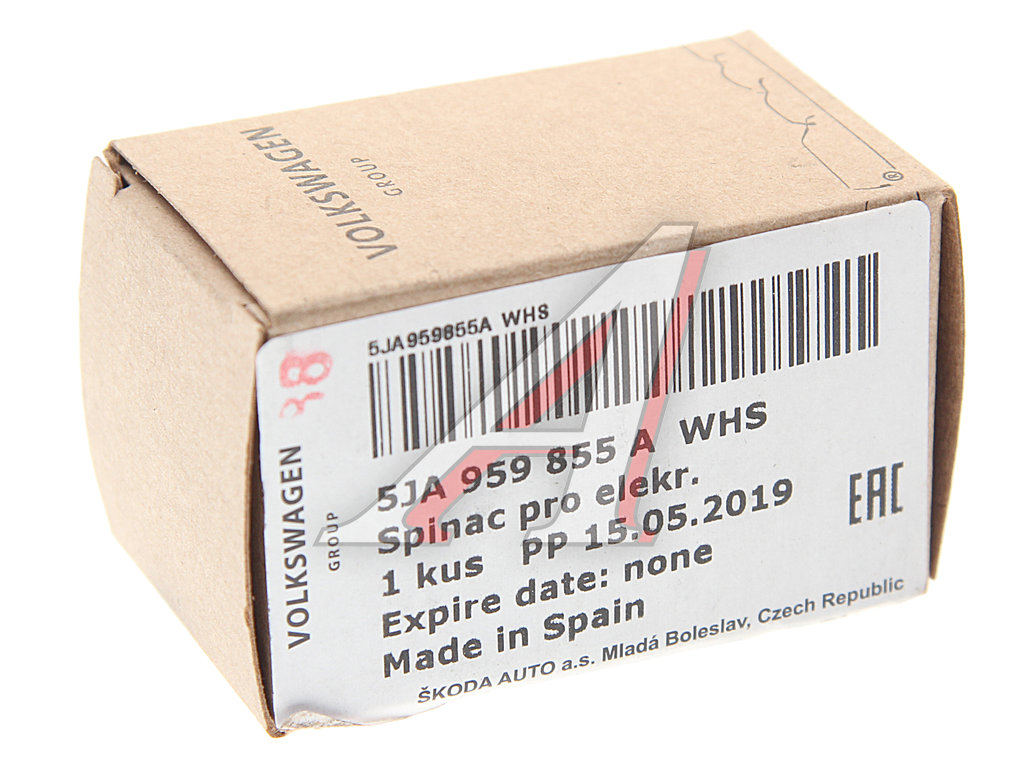 VOLKSWAGEN
GROUP
®
5JA959855A WHS
38
VOLKSWAGEN
GROUP
5JA 959 855 A WHS
Spinac pro elekr.
1 kus pp 15.05.2019
Expire date: none
Made in Spain
EAC
ŠKODA AUTO a.s. Mladá Boleslav, Czech Republic